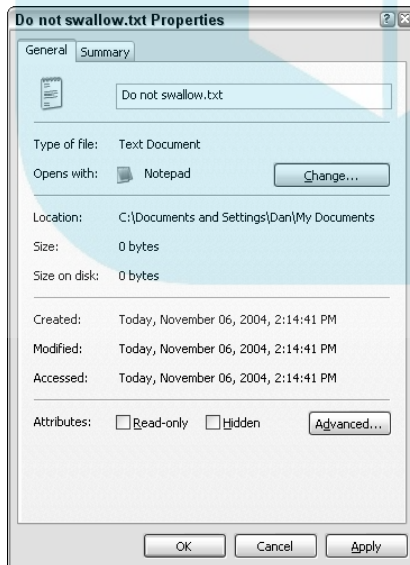 Do not swallow.txt Properties
General Summary
Do not swallow.txt
Type of file: Text Document
Opens with: Notepad Change...
Location: C:\Documents and Settings\Dan\My Documents
Size: 0 bytes
Size on disk: 0 bytes
Created: Today, November 06, 2004, 2:14:41 PM
Modified: Today, November 06, 2004, 2:14:41 PM
Accessed: Today, November 06, 2004, 2:14:41 PM
Attributes: Read-only Hidden Advanced...
OK Cancel Apply